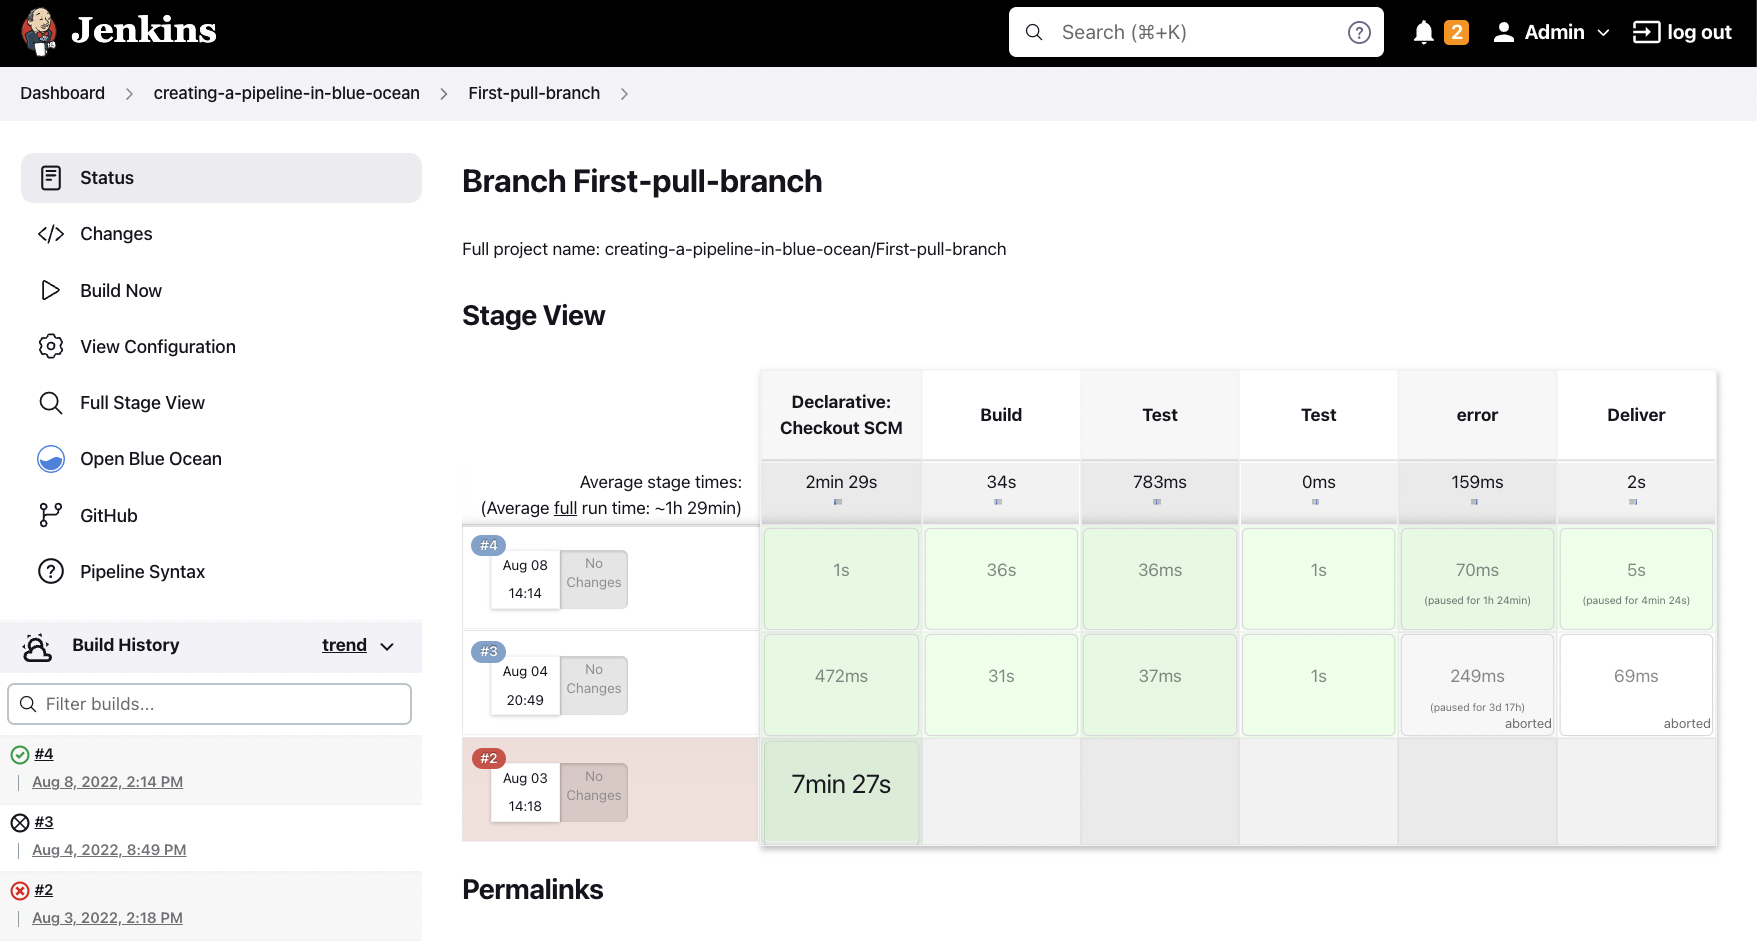 Jenkins
Search (⌘+K)
?
2
Admin
log out
Dashboard
creating-a-pipeline-in-blue-ocean
First-pull-branch
Status
Changes
Build Now
View Configuration
Full Stage View
Open Blue Ocean
GitHub
Pipeline Syntax
Build History
trend
Filter builds...
#4
Aug 8, 2022, 2:14 PM
#3
Aug 4, 2022, 8:49 PM
#2
Aug 3, 2022, 2:18 PM
Branch First-pull-branch
Full project name: creating-a-pipeline-in-blue-ocean/First-pull-branch
Stage View
Declarative:
Checkout SCM
Build
Test
Test
error
Deliver
Average stage times:
(Average full run time: ~1h 29min)
2min 29s
34s
783ms
0ms
159ms
2s
#4
Aug 08
14:14
No
Changes
1s
36s
36ms
1s
70ms
(paused for 1h 24min)
5s
(paused for 4min 24s)
#3
Aug 04
20:49
No
Changes
472ms
31s
37ms
1s
249ms
(paused for 3d 17h)
aborted
69ms
aborted
#2
Aug 03
14:18
No
Changes
7min 27s
Permalinks